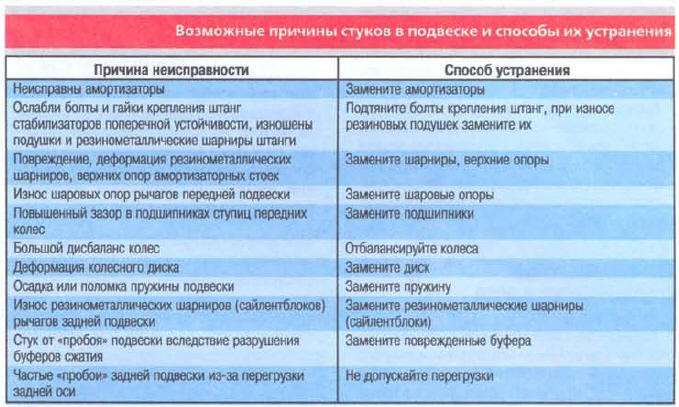 Возможные причины стуков в подвеске и способы их устранения
Причина неисправности Способ устранения
Неисправны амортизаторы Замените амортизаторы
Ослабли болты и гайки крепления штанг Подтяните болты крепления штанг, при износе
стабилизаторов поперечной устойчивости, изношены резиновых подушек замените их
подушки и резинометаллические шарниры штанги
Повреждение, деформация резинометаллических Замените шарниры, верхние опоры
шарниров, верхних опор амортизаторных стоек
Износ шаровых опор рычагов передней подвески Замените шаровые опоры
Повышенный зазор в подшипниках ступиц передних Замените подшипники
колес
Большой дисбаланс колес Отбалансируйте колеса
Деформация колесного диска Замените диск
Осадка или поломка пружины подвески Замените пружину
Износ резинометаллических шарниров (сайлентблоков) Замените резинометаллические шарниры
рычагов задней подвески (сайлентблоки)
Стук от «пробоя» подвески вследствие разрушения Замените поврежденные буфера
буферов сжатия
Частые «пробои» задней подвески из-за перегрузки Не допускайте перегрузки
задней оси